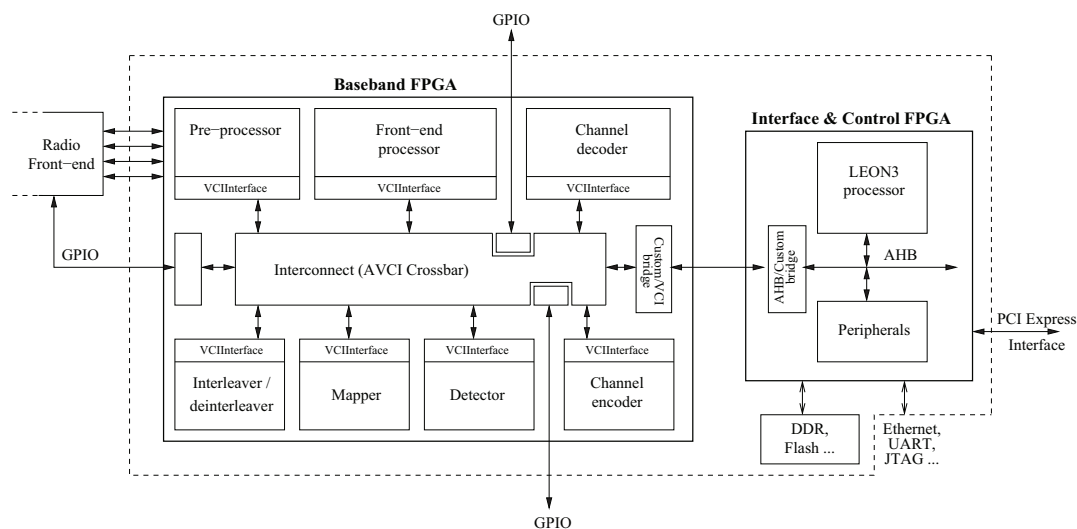 GPIO
Baseband FPGA
Interface & Control FPGA
Radio
Front−end
Pre−processor
VCIInterface
Front−end
processor
VCIInterface
Channel
decoder
VCIInterface
LEON3
processor
GPIO
Interconnect (AVCI Crossbar)
Custom/VCI
bridge
AHB/Custom
bridge
AHB
Peripherals
PCI Express
Interface
VCIInterface
Interleaver /
deinterleaver
VCIInterface
Mapper
VCIInterface
Detector
VCIInterface
Channel
encoder
DDR,
Flash ...
Ethernet,
UART,
JTAG ...
GPIO